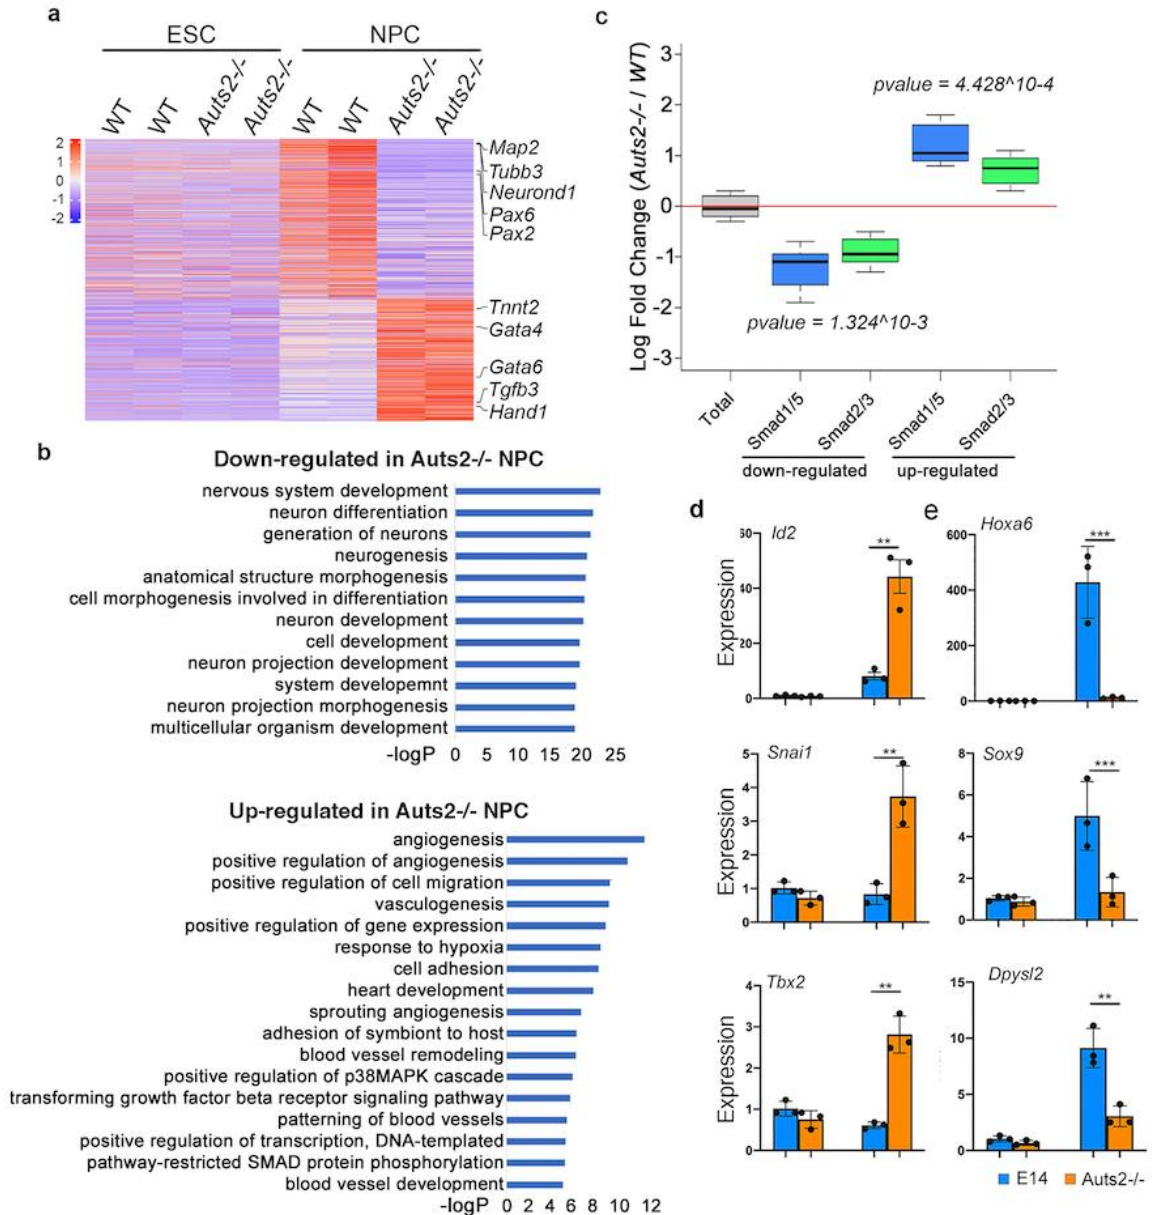 a
ESC NPC
WT WT Auts2-/- Auts2-/- WT WT Auts2-/- Auts2-/-
2
1
0
-1
-2
Map2
Tubb3
Neurond1
Pax6
Pax2
Tnnt2
Gata4
Gata6
Tgfb3
Hand1
b
Down-regulated in Auts2-/- NPC
nervous system development
neuron differentiation
generation of neurons
neurogenesis
anatomical structure morphogenesis
cell morphogenesis involved in differentiation
neuron development
cell development
neuron projection development
system developemnt
neuron projection morphogenesis
multicellular organism development
-logP 0 5 10 15 20 25
Up-regulated in Auts2-/- NPC
angiogenesis
positive regulation of angiogenesis
positive regulation of cell migration
vasculogenesis
positive regulation of gene expression
response to hypoxia
cell adhesion
heart development
sprouting angiogenesis
adhesion of symbiont to host
blood vessel remodeling
positive regulation of p38MAPK cascade
transforming growth factor beta receptor signaling pathway
patterning of blood vessels
positive regulation of transcription, DNA-templated
pathway-restricted SMAD protein phosphorylation
blood vessel development
-logP 0 2 4 6 8 10 12
c
Log Fold Change (Auts2-/- / WT)
3
2
1
0
-1
-2
-3
pvalue = 4.428^10-4
pvalue = 1.324^10-3
Total Smad1/5 Smad2/3 Smad1/5 Smad2/3
down-regulated up-regulated
d
Id2
Expression
60
40
20
0
**
Snai1
Expression
5
4
3
2
1
0
**
Tbx2
Expression
4
3
2
1
0
**
e
Hoxa6
600
400
200
0
***
Sox9
8
6
4
2
0
***
Dpysl2
15
10
5
0
**
E14 Auts2-/-